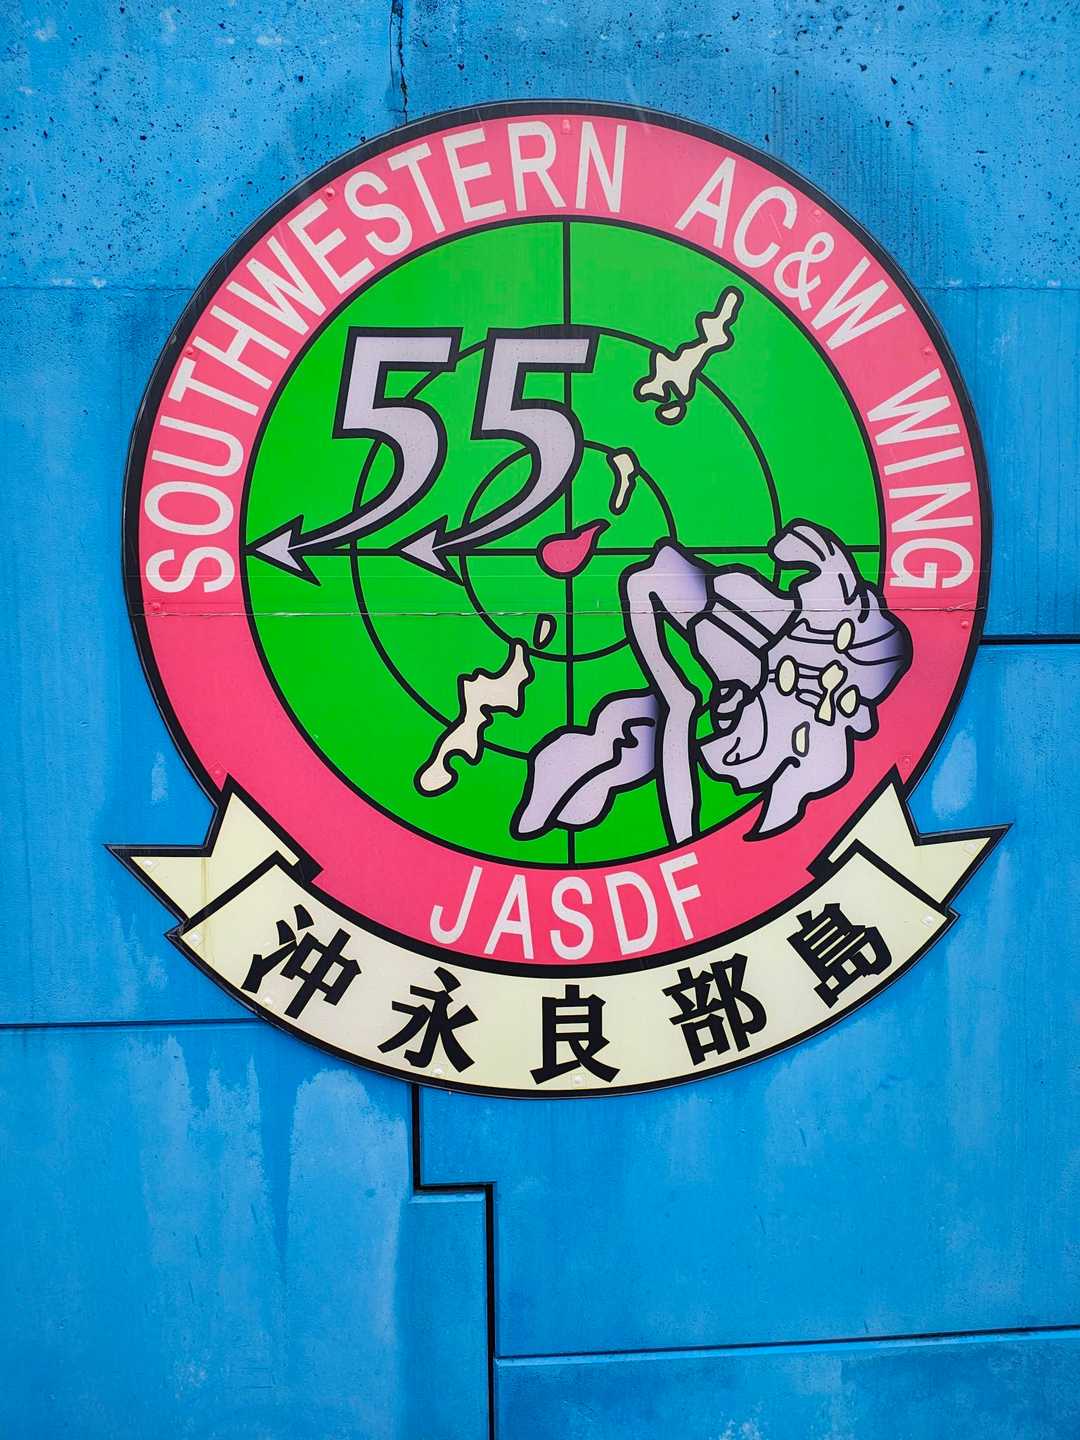 SOUTHWESTERN AC&W WING
55
JASDF
沖永良部島